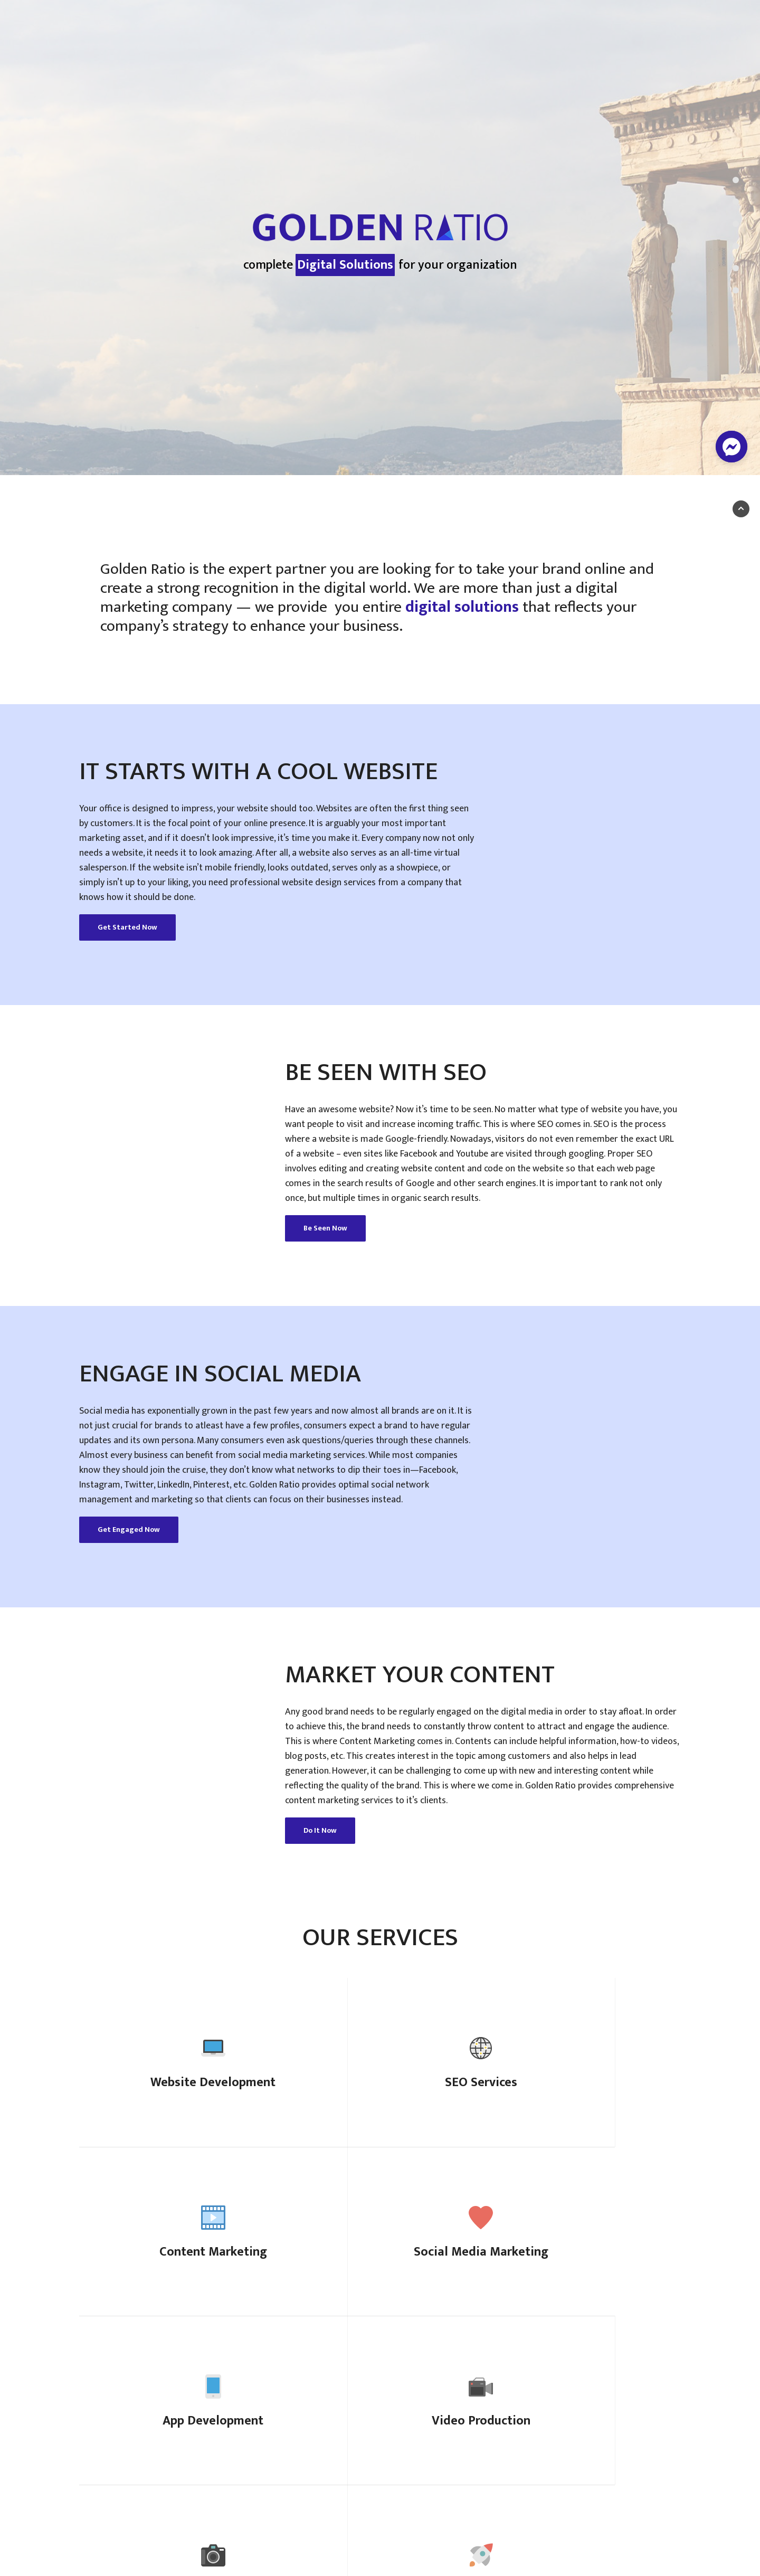 GOLDEN RATIO
complete Digital Solutions for your organization
Golden Ratio is the expert partner you are looking for to take your brand online and
create a strong recognition in the digital world. We are more than just a digital
marketing company — we provide  you entire digital solutions that reflects your
company’s strategy to enhance your business.
IT STARTS WITH A COOL WEBSITE
Your office is designed to impress, your website should too. Websites are often the first thing seen
by customers. It is the focal point of your online presence. It is arguably your most important
marketing asset, and if it doesn’t look impressive, it’s time you make it. Every company now not only
needs a website, it needs it to look amazing. After all, a website also serves as an all-time virtual
salesperson. If the website isn’t mobile friendly, looks outdated, serves only as a showpiece, or
simply isn’t up to your liking, you need professional website design services from a company that
knows how it should be done.
Get Started Now
BE SEEN WITH SEO
Have an awesome website? Now it’s time to be seen. No matter what type of website you have, you
want people to visit and increase incoming traffic. This is where SEO comes in. SEO is the process
where a website is made Google-friendly. Nowadays, visitors do not even remember the exact URL
of a website – even sites like Facebook and Youtube are visited through googling. Proper SEO
involves editing and creating website content and code on the website so that each web page
comes in the search results of Google and other search engines. It is important to rank not only
once, but multiple times in organic search results.
Be Seen Now
ENGAGE IN SOCIAL MEDIA
Social media has exponentially grown in the past few years and now almost all brands are on it. It is
not just crucial for brands to atleast have a few profiles, consumers expect a brand to have regular
updates and its own persona. Many consumers even ask questions/queries through these channels.
Almost every business can benefit from social media marketing services. While most companies
know they should join the cruise, they don’t know what networks to dip their toes in—Facebook,
Instagram, Twitter, LinkedIn, Pinterest, etc. Golden Ratio provides optimal social network
management and marketing so that clients can focus on their businesses instead.
Get Engaged Now
MARKET YOUR CONTENT
Any good brand needs to be regularly engaged on the digital media in order to stay afloat. In order
to achieve this, the brand needs to constantly throw content to attract and engage the audience.
This is where Content Marketing comes in. Contents can include helpful information, how-to videos,
blog posts, etc. This creates interest in the topic among customers and also helps in lead
generation. However, it can be challenging to come up with new and interesting content while
reflecting the quality of the brand. This is where we come in. Golden Ratio provides comprehensive
content marketing services to it’s clients.
Do It Now
OUR SERVICES
Website Development
SEO Services
Content Marketing
Social Media Marketing
App Development
Video Production